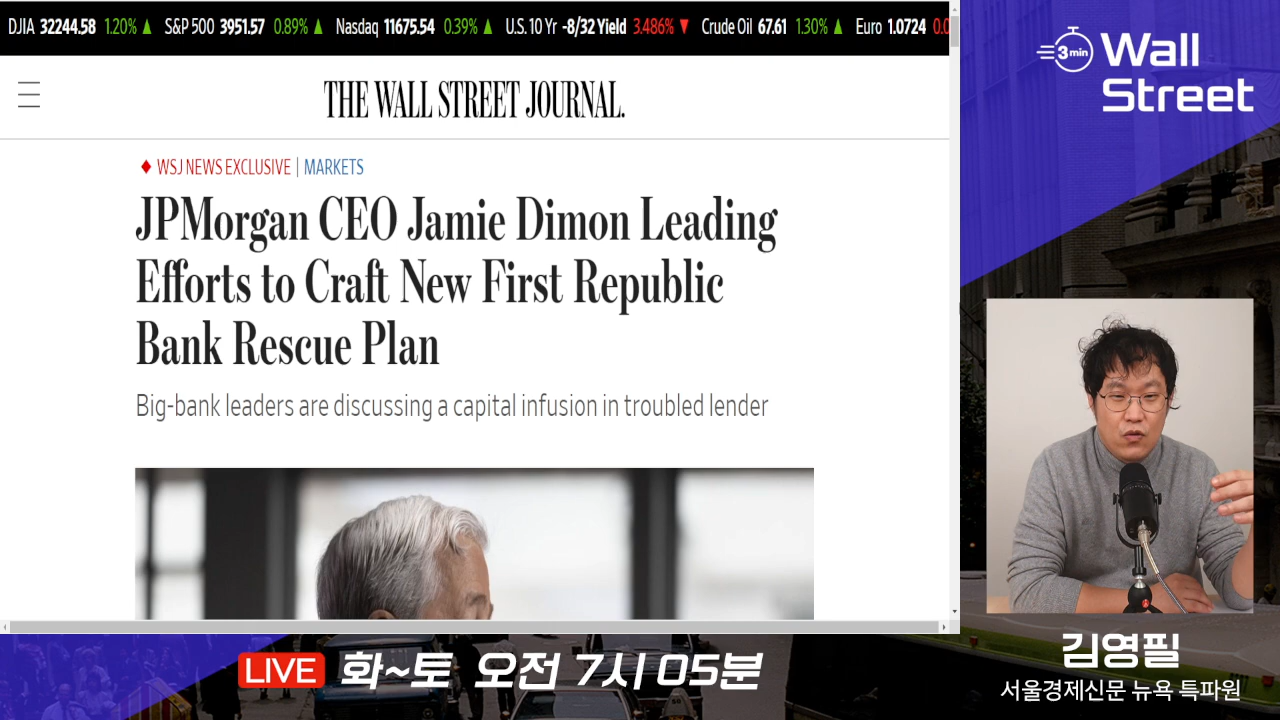 DJIA 32244.58 1.20% ▲ S&P 500 3951.57 0.89% ▲ Nasdaq 11675.54 0.39% ▲ U.S. 10 Yr -8/32 Yield 3.486% ▼ Crude Oil 67.61 1.30% ▲ Euro 1.0724 0.0
THE WALL STREET JOURNAL.
WSJ NEWS EXCLUSIVE | MARKETS
JPMorgan CEO Jamie Dimon Leading
Efforts to Craft New First Republic
Bank Rescue Plan
Big-bank leaders are discussing a capital infusion in troubled lender
3min Wall
Street
LIVE 화~토 오전 7시 05분
김영필
서울경제신문 뉴욕 특파원